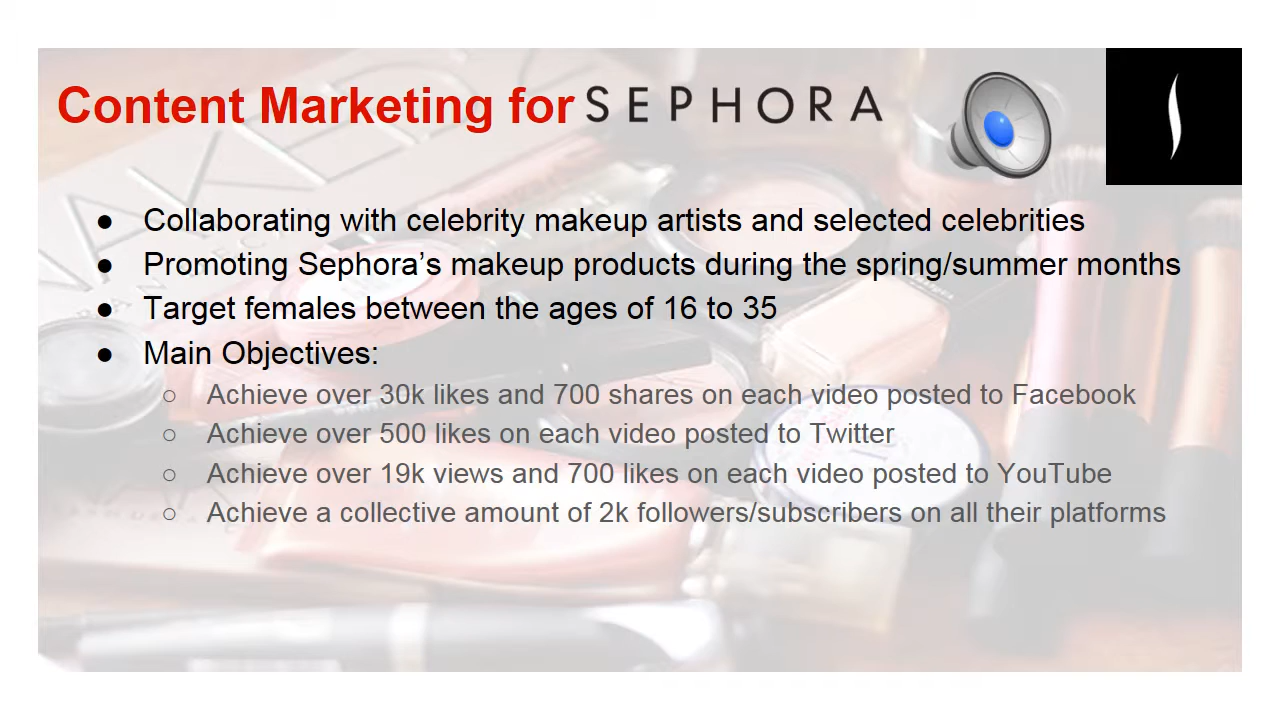 Content Marketing for SEPHORA
● Collaborating with celebrity makeup artists and selected celebrities
● Promoting Sephora’s makeup products during the spring/summer months
● Target females between the ages of 16 to 35
● Main Objectives:
○ Achieve over 30k likes and 700 shares on each video posted to Facebook
○ Achieve over 500 likes on each video posted to Twitter
○ Achieve over 19k views and 700 likes on each video posted to YouTube
○ Achieve a collective amount of 2k followers/subscribers on all their platforms